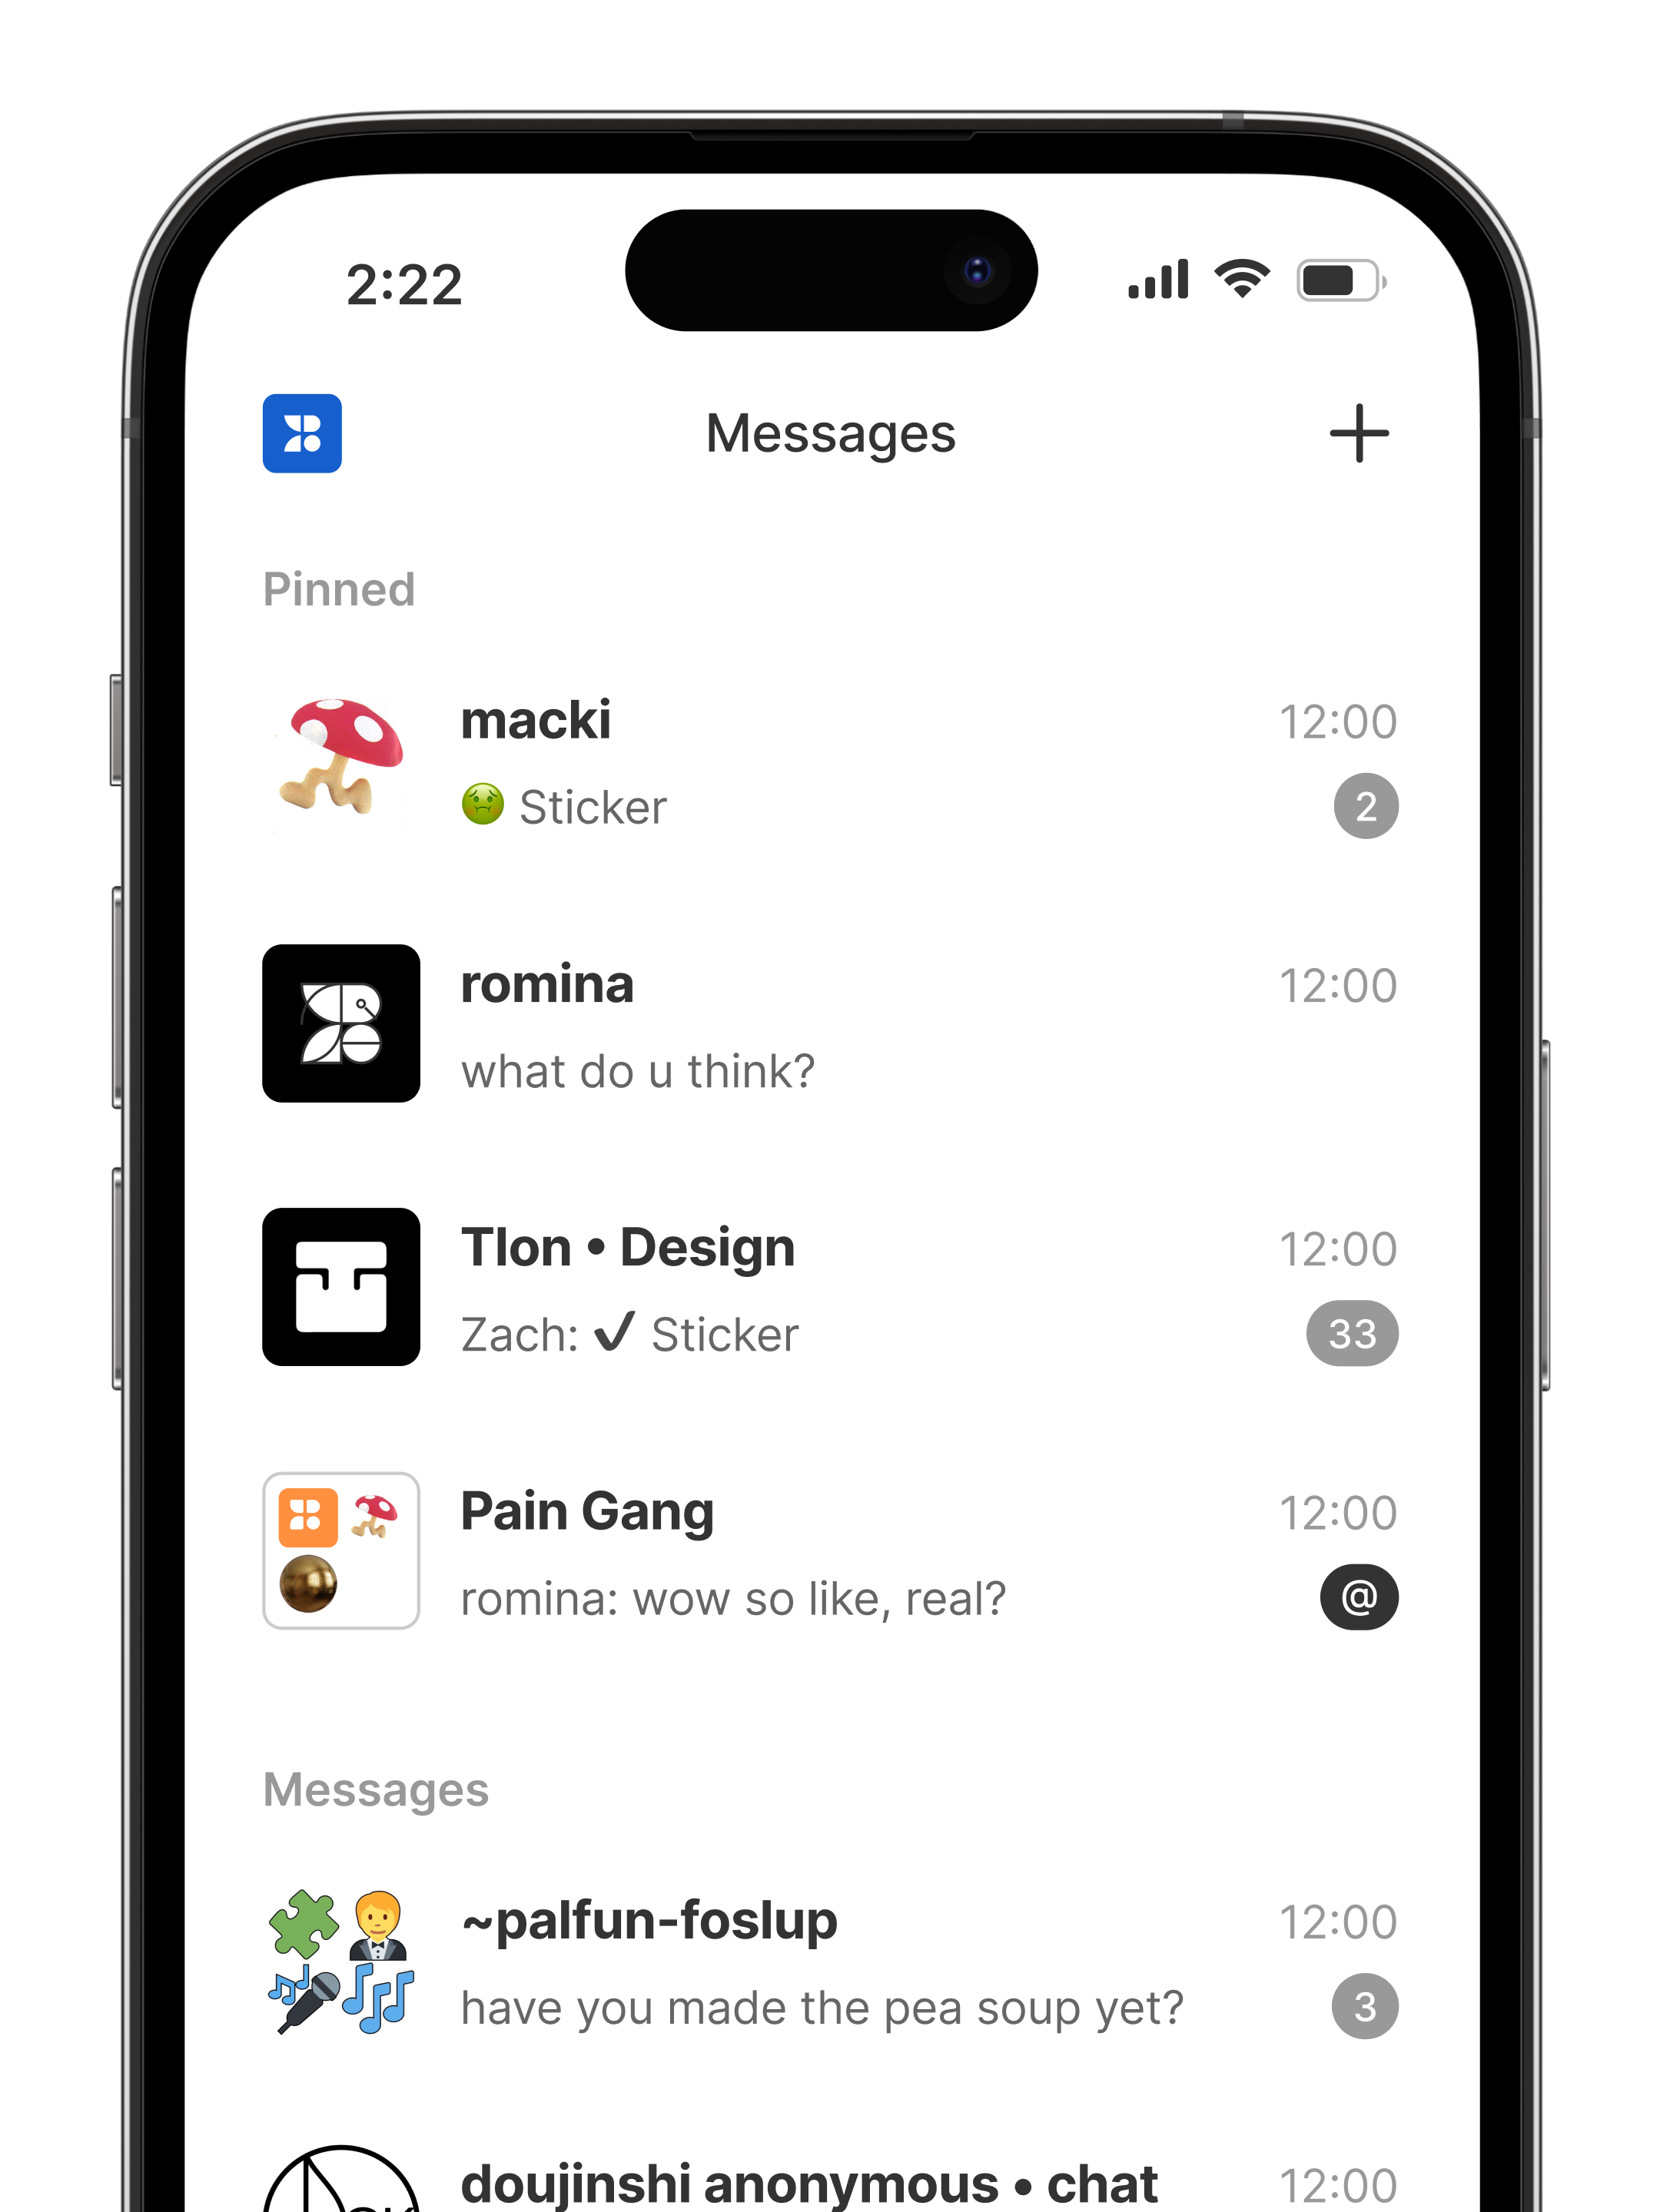 2:22
Messages
Pinned
macki 12:00
🤢 Sticker 2
romina 12:00
what do u think?
Tlon • Design 12:00
Zach: ✔ Sticker 33
Pain Gang 12:00
romina: wow so like, real? @
Messages
~palfun-foslup 12:00
have you made the pea soup yet? 3
doujinshi anonymous • chat 12:00